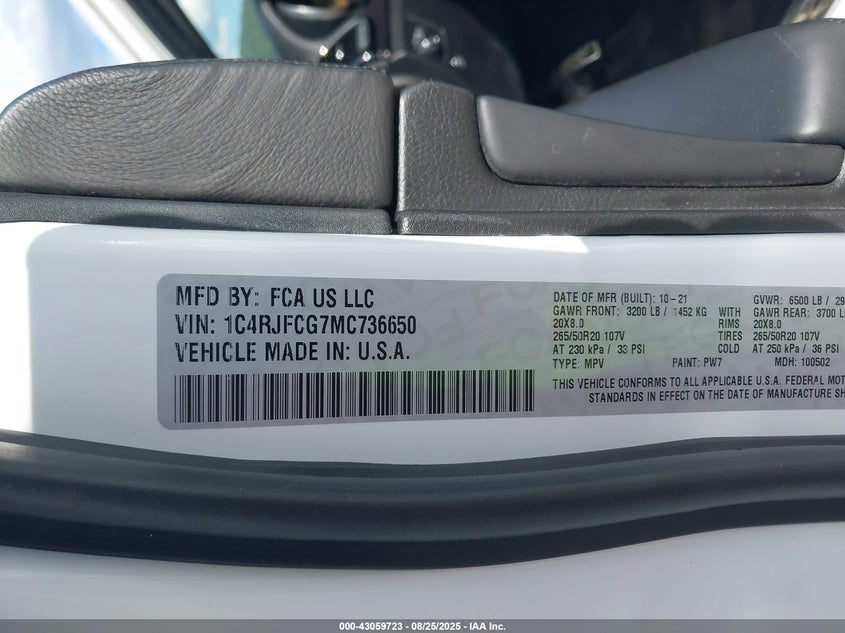 MFD BY: FCA US LLC
VIN: 1C4RJFCG7MC736650
VEHICLE MADE IN: U.S.A.
DATE OF MFR (BUILT): 10-21 GVWR: 6500 LB / 29
GAWR FRONT: 3200 LB / 1452 KG WITH GAWR REAR: 3700 L
20X8.0 RIMS 20X8.0
265/50R20 107V TIRES 265/50R20 107V
AT 230 kPa / 33 PSI COLD AT 250 kPa / 36 PSI
TYPE: MPV PAINT: PW7 MDH: 100502
THIS VEHICLE CONFORMS TO ALL APPLICABLE U.S.A. FEDERAL MOT
STANDARDS IN EFFECT ON THE DATE OF MANUFACTURE SH
000-43059723 | 08/25/2025 - IAA Inc.